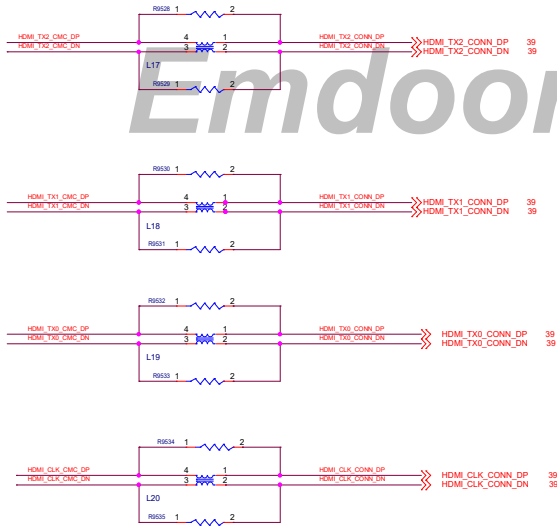 R9528 1 2
HDMI_TX2_CMC_DP 4 1 HDMI_TX2_CONN_DP HDMI_TX2_CONN_DP 39
HDMI_TX2_CMC_DN 3 2 HDMI_TX2_CONN_DN HDMI_TX2_CONN_DN 39
L17
R9529 1 2
Emdoor
R9530 1 2
HDMI_TX1_CMC_DP 4 1 HDMI_TX1_CONN_DP HDMI_TX1_CONN_DP 39
HDMI_TX1_CMC_DN 3 2 HDMI_TX1_CONN_DN HDMI_TX1_CONN_DN 39
L18
R9531 1 2
R9532 1 2
HDMI_TX0_CMC_DP 4 1 HDMI_TX0_CONN_DP HDMI_TX0_CONN_DP 39
HDMI_TX0_CMC_DN 3 2 HDMI_TX0_CONN_DN HDMI_TX0_CONN_DN 39
L19
R9533 1 2
R9534 1 2
HDMI_CLK_CMC_DP 4 1 HDMI_CLK_CONN_DP HDMI_CLK_CONN_DP 39
HDMI_CLK_CMC_DN 3 2 HDMI_CLK_CONN_DN HDMI_CLK_CONN_DN 39
L20
R9535 1 2